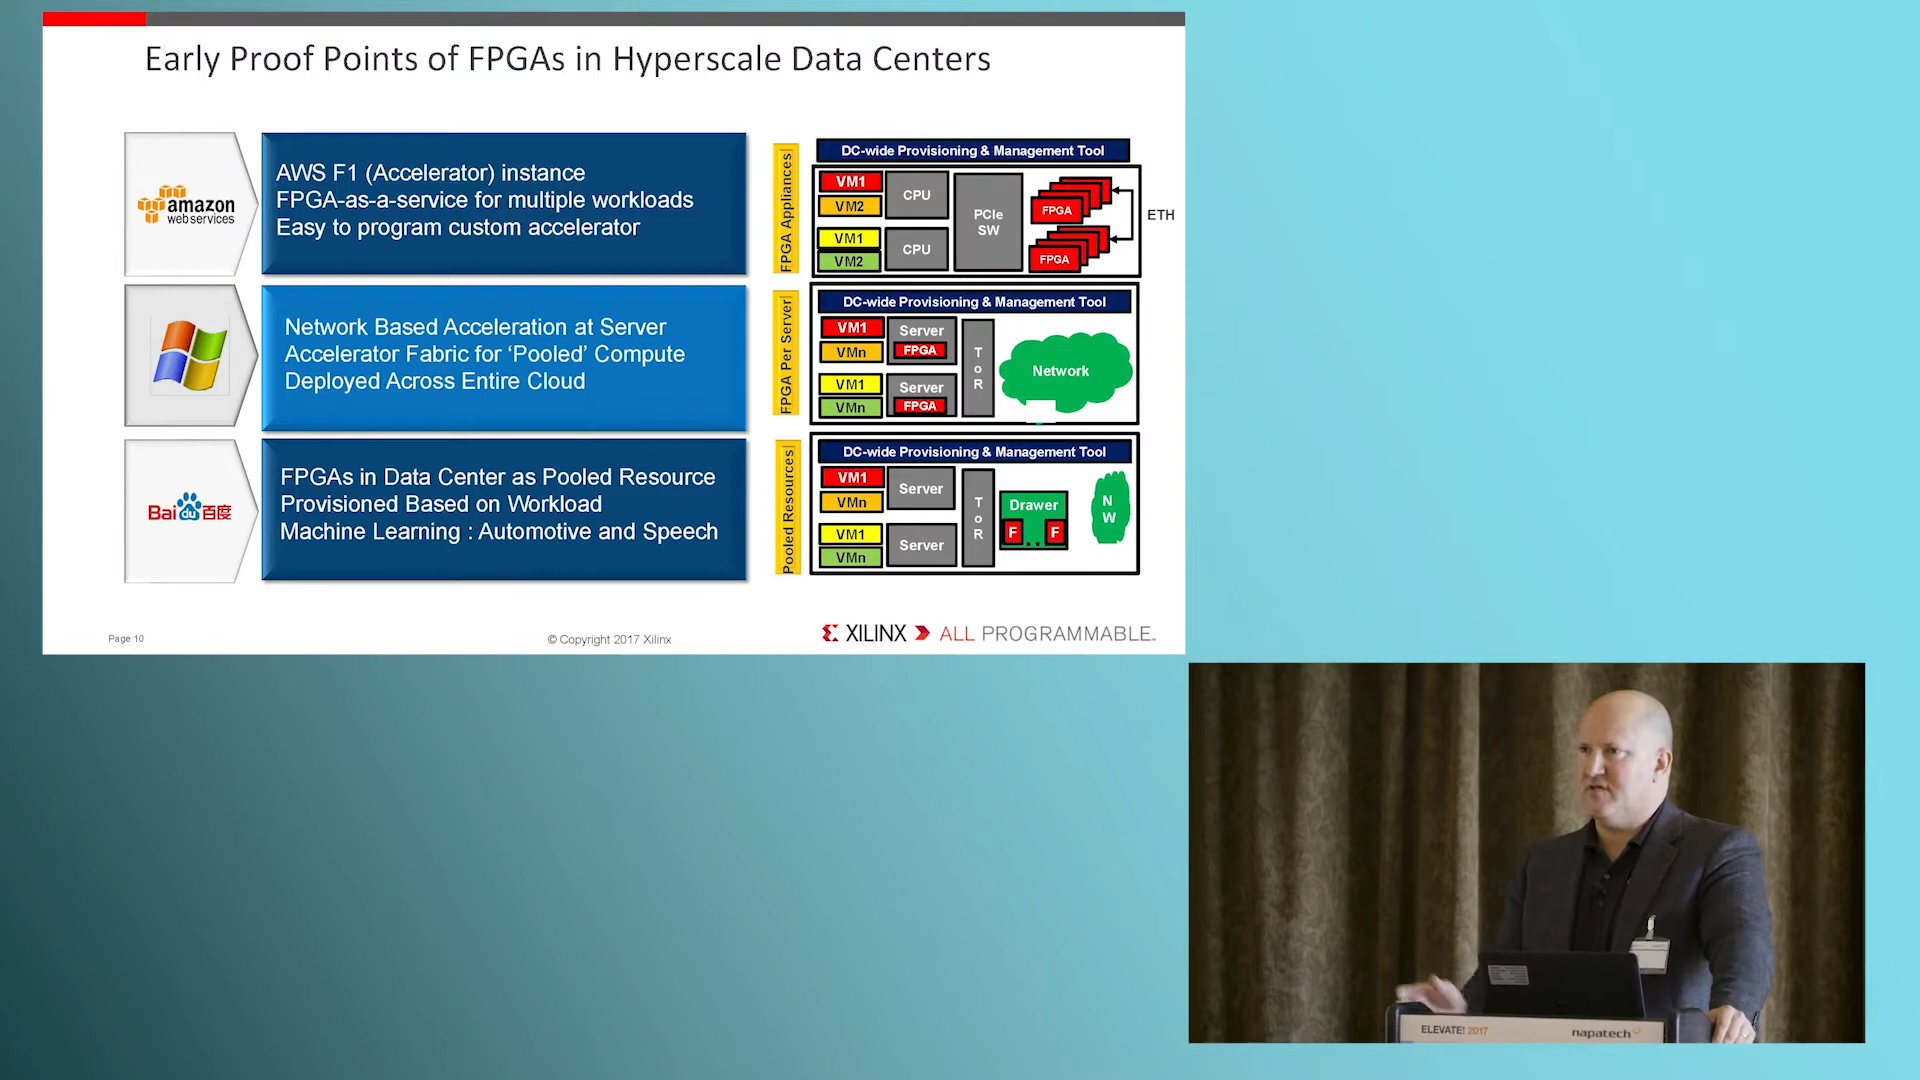 Early Proof Points of FPGAs in Hyperscale Data Centers
amazon
webservices
AWS F1 (Accelerator) instance
FPGA-as-a-service for multiple workloads
Easy to program custom accelerator
FPGA Appliances
DC-wide Provisioning & Management Tool
VM1
VM2
CPU
VM1
VM2
CPU
PCIe
SW
FPGA
FPGA
ETH
Network Based Acceleration at Server
Accelerator Fabric for ‘Pooled’ Compute
Deployed Across Entire Cloud
FPGA Per Server
DC-wide Provisioning & Management Tool
VM1
VMn
Server
FPGA
VM1
VMn
Server
FPGA
ToR
Network
Bai du 百度
FPGAs in Data Center as Pooled Resource
Provisioned Based on Workload
Machine Learning : Automotive and Speech
Pooled Resources
DC-wide Provisioning & Management Tool
VM1
VMn
Server
VM1
VMn
Server
ToR
Drawer
F
F
NW
Page 10
© Copyright 2017 Xilinx
XILINX ALL PROGRAMMABLE
ELEVATE! 2017
napatech